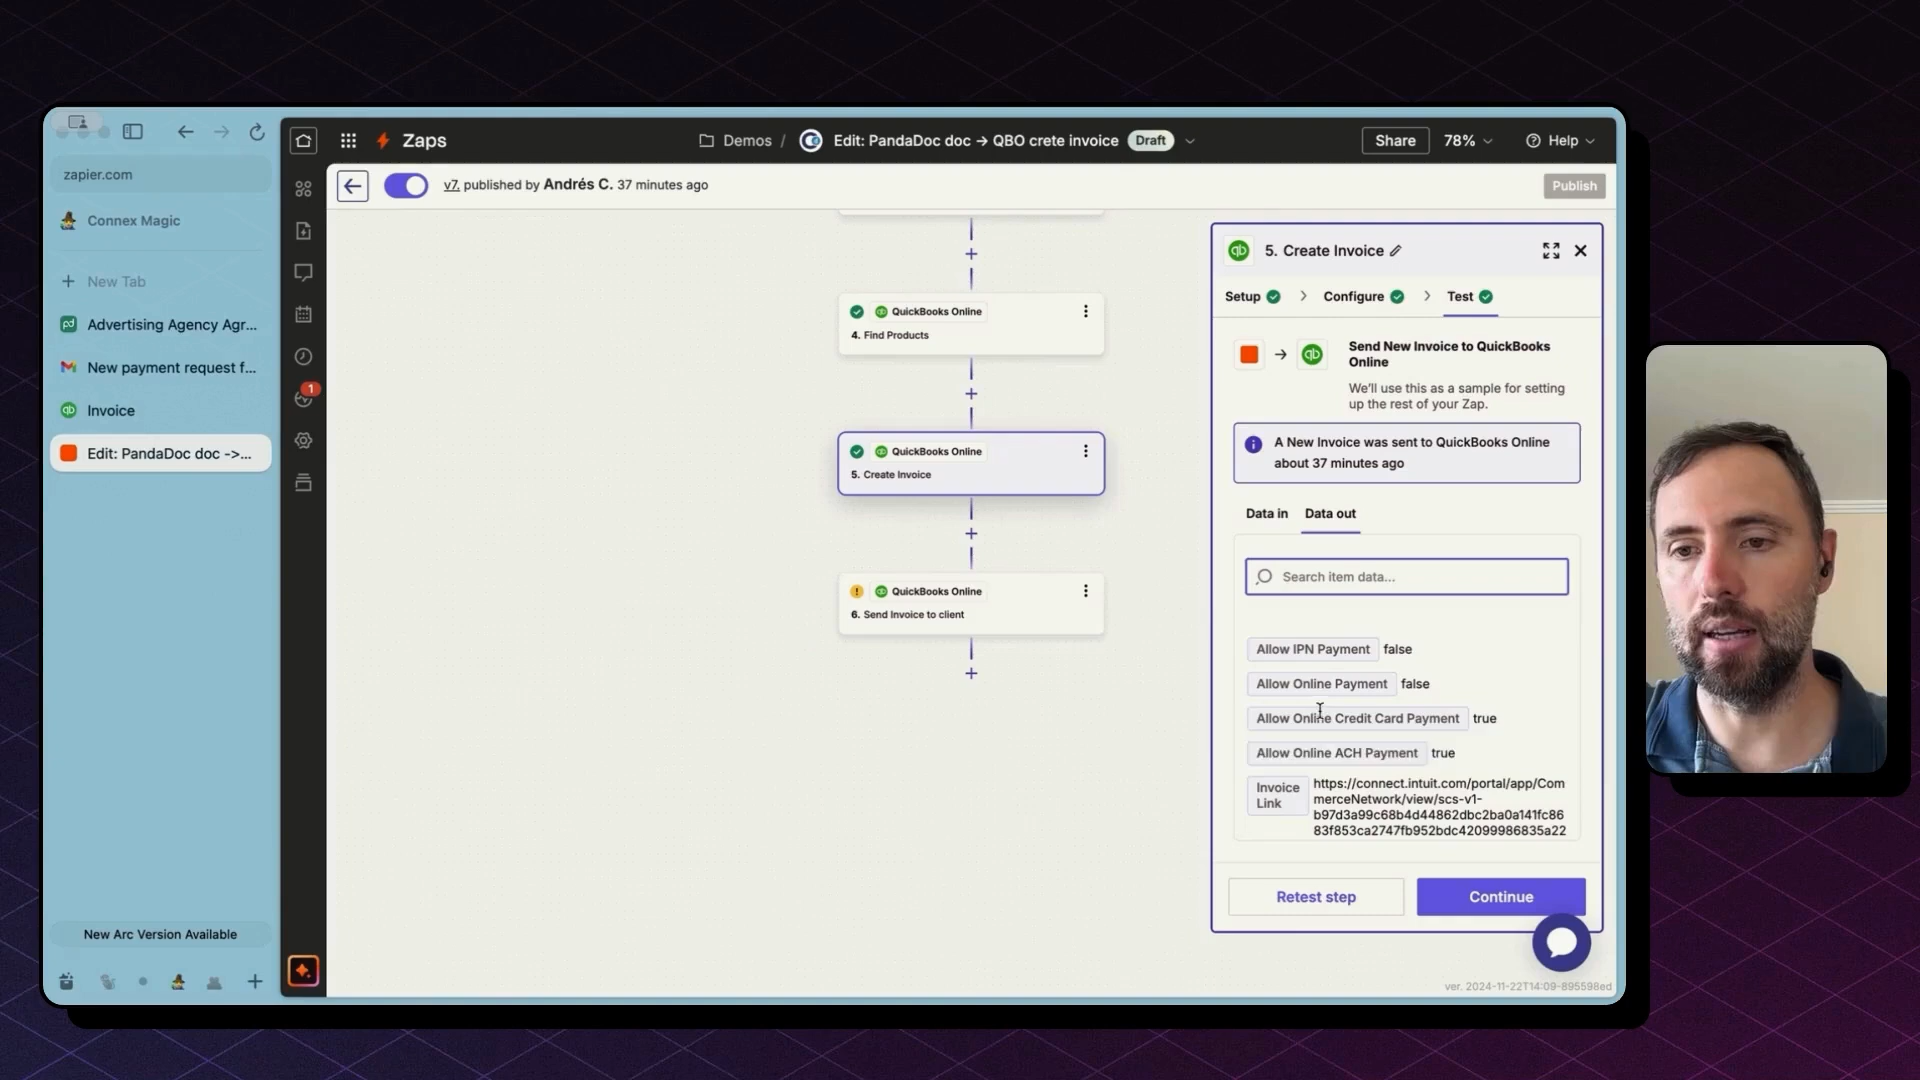 zapier.com
Connex Magic
New Tab
Advertising Agency Agr...
New payment request f...
Invoice
Edit: PandaDoc doc ->...
New Arc Version Available
Zaps
Demos /
Edit: PandaDoc doc → QBO crete invoice
Draft
Share
78%
Help
v7. published by Andrés C. 37 minutes ago
Publish
1
QuickBooks Online
4. Find Products
QuickBooks Online
5. Create Invoice
QuickBooks Online
6. Send Invoice to client
5. Create Invoice
Setup
Configure
Test
Send New Invoice to QuickBooks
Online
We'll use this as a sample for setting
up the rest of your Zap.
A New Invoice was sent to QuickBooks Online
about 37 minutes ago
Data in
Data out
Search item data...
Allow IPN Payment false
Allow Online Payment false
Allow Online Credit Card Payment true
Allow Online ACH Payment true
Invoice
Link
https://connect.intuit.com/portal/app/Com
merceNetwork/view/scs-v1-
b97d3a99c68b4d44862dbc2ba0a141fc86
83f853ca2747fb952bdc42099986835a22
Retest step
Continue
ver. 2024-11-22T14:09-895598ed